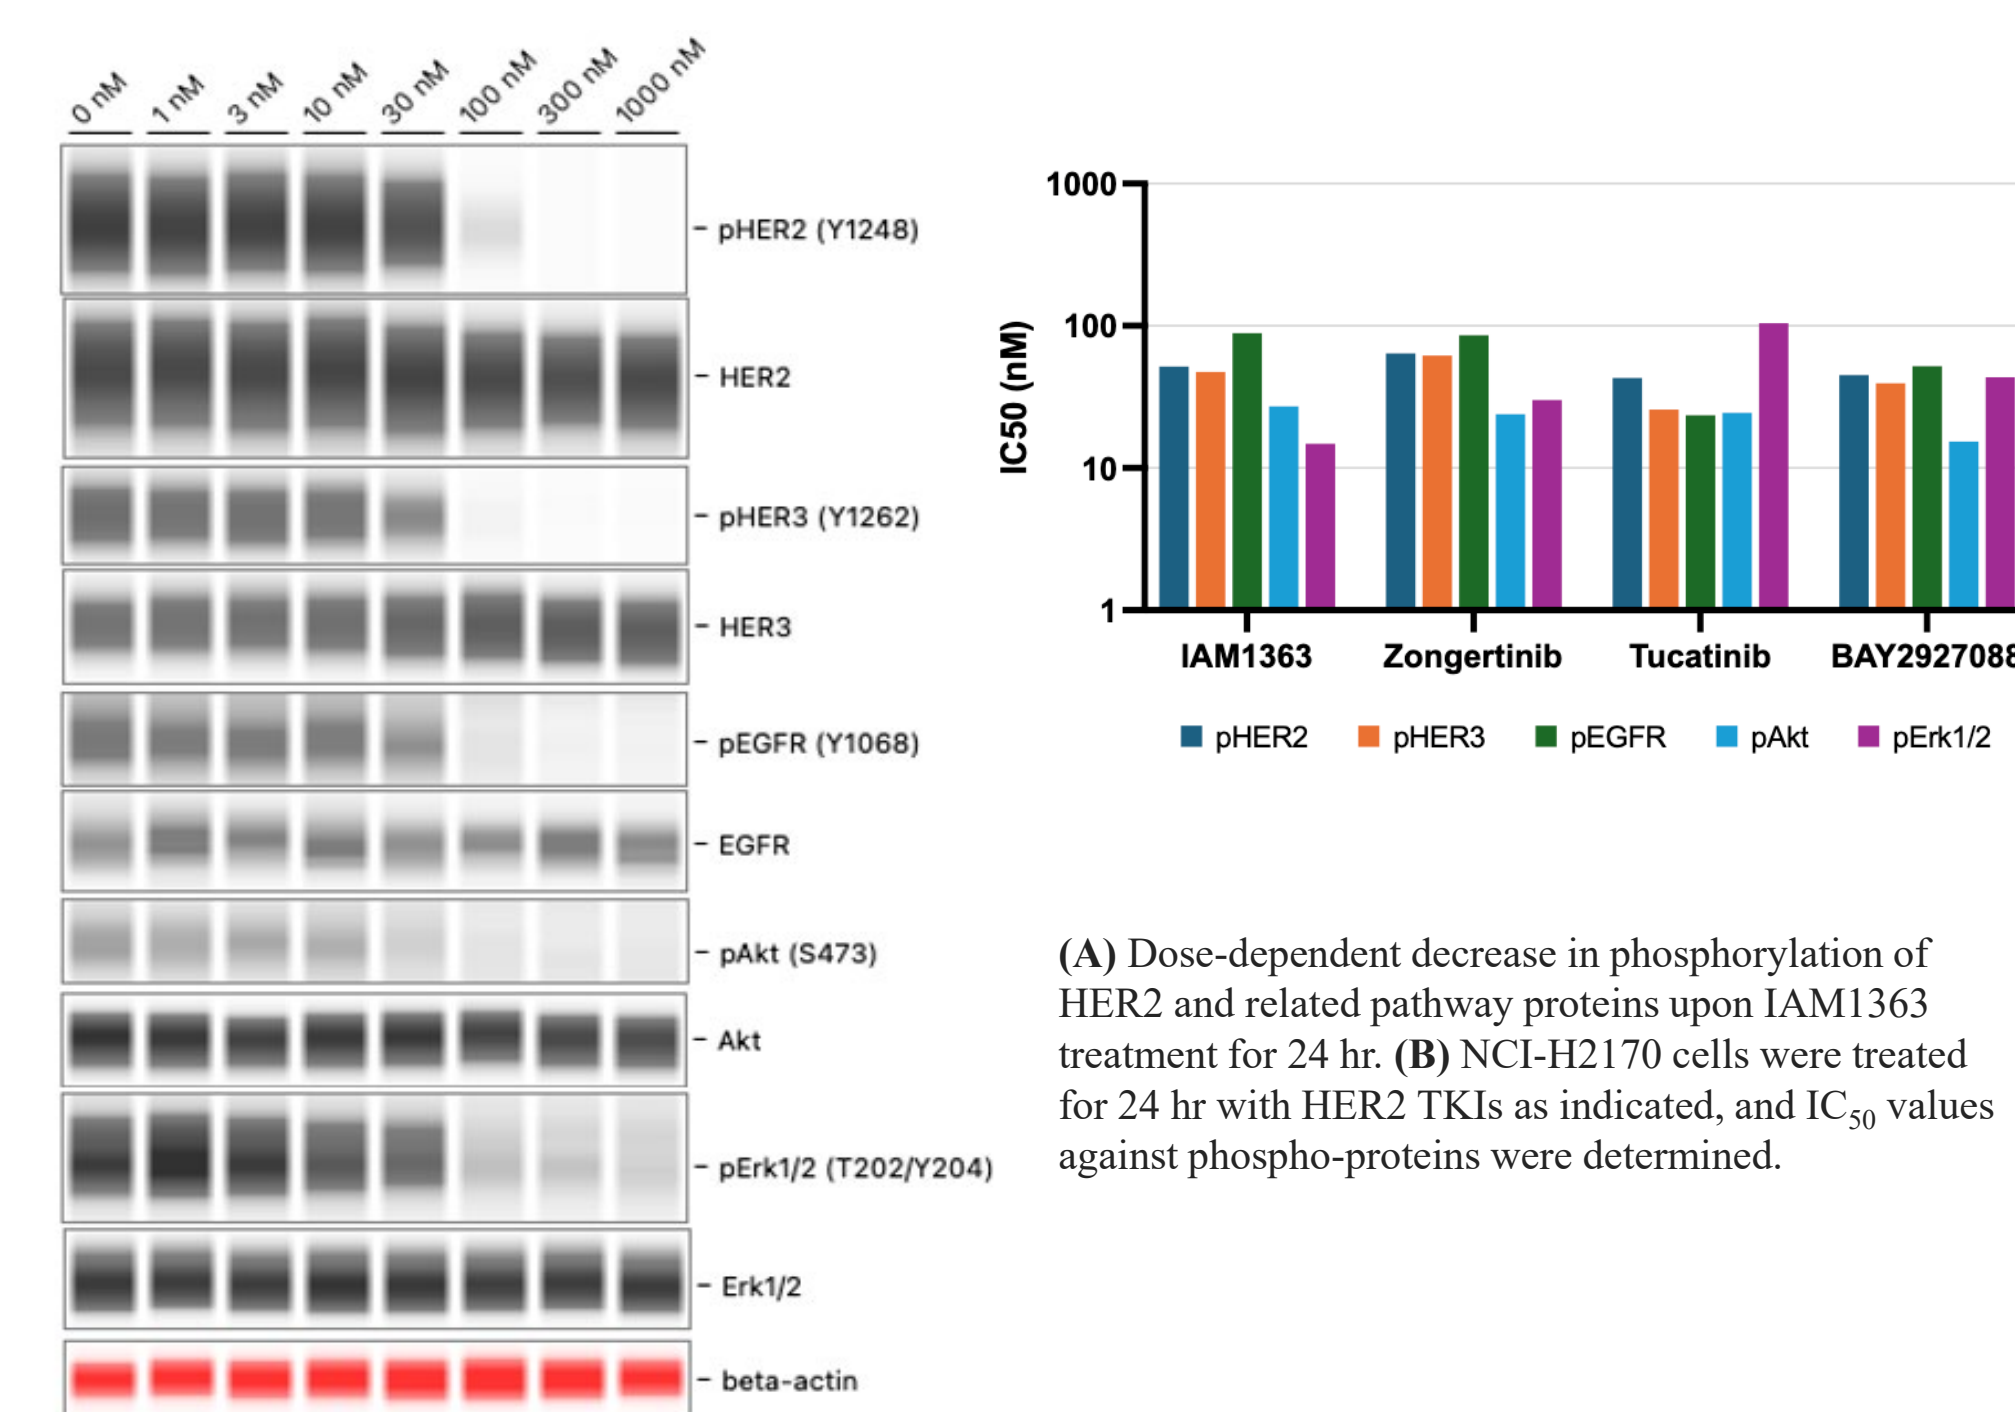 0 nM 1 nM 3 nM 10 nM 30 nM 100 nM 300 nM 1000 nM
pHER2 (Y1248)
HER2
pHER3 (Y1262)
HER3
pEGFR (Y1068)
EGFR
pAkt (S473)
Akt
pErk1/2 (T202/Y204)
Erk1/2
beta-actin
IC50 (nM)
1000
100
10
1
IAM1363 Zongertinib Tucatinib BAY2927088
pHER2 pHER3 pEGFR pAkt pErk1/2
(A) Dose-dependent decrease in phosphorylation of
HER2 and related pathway proteins upon IAM1363
treatment for 24 hr. (B) NCI-H2170 cells were treated
for 24 hr with HER2 TKIs as indicated, and IC50 values
against phospho-proteins were determined.